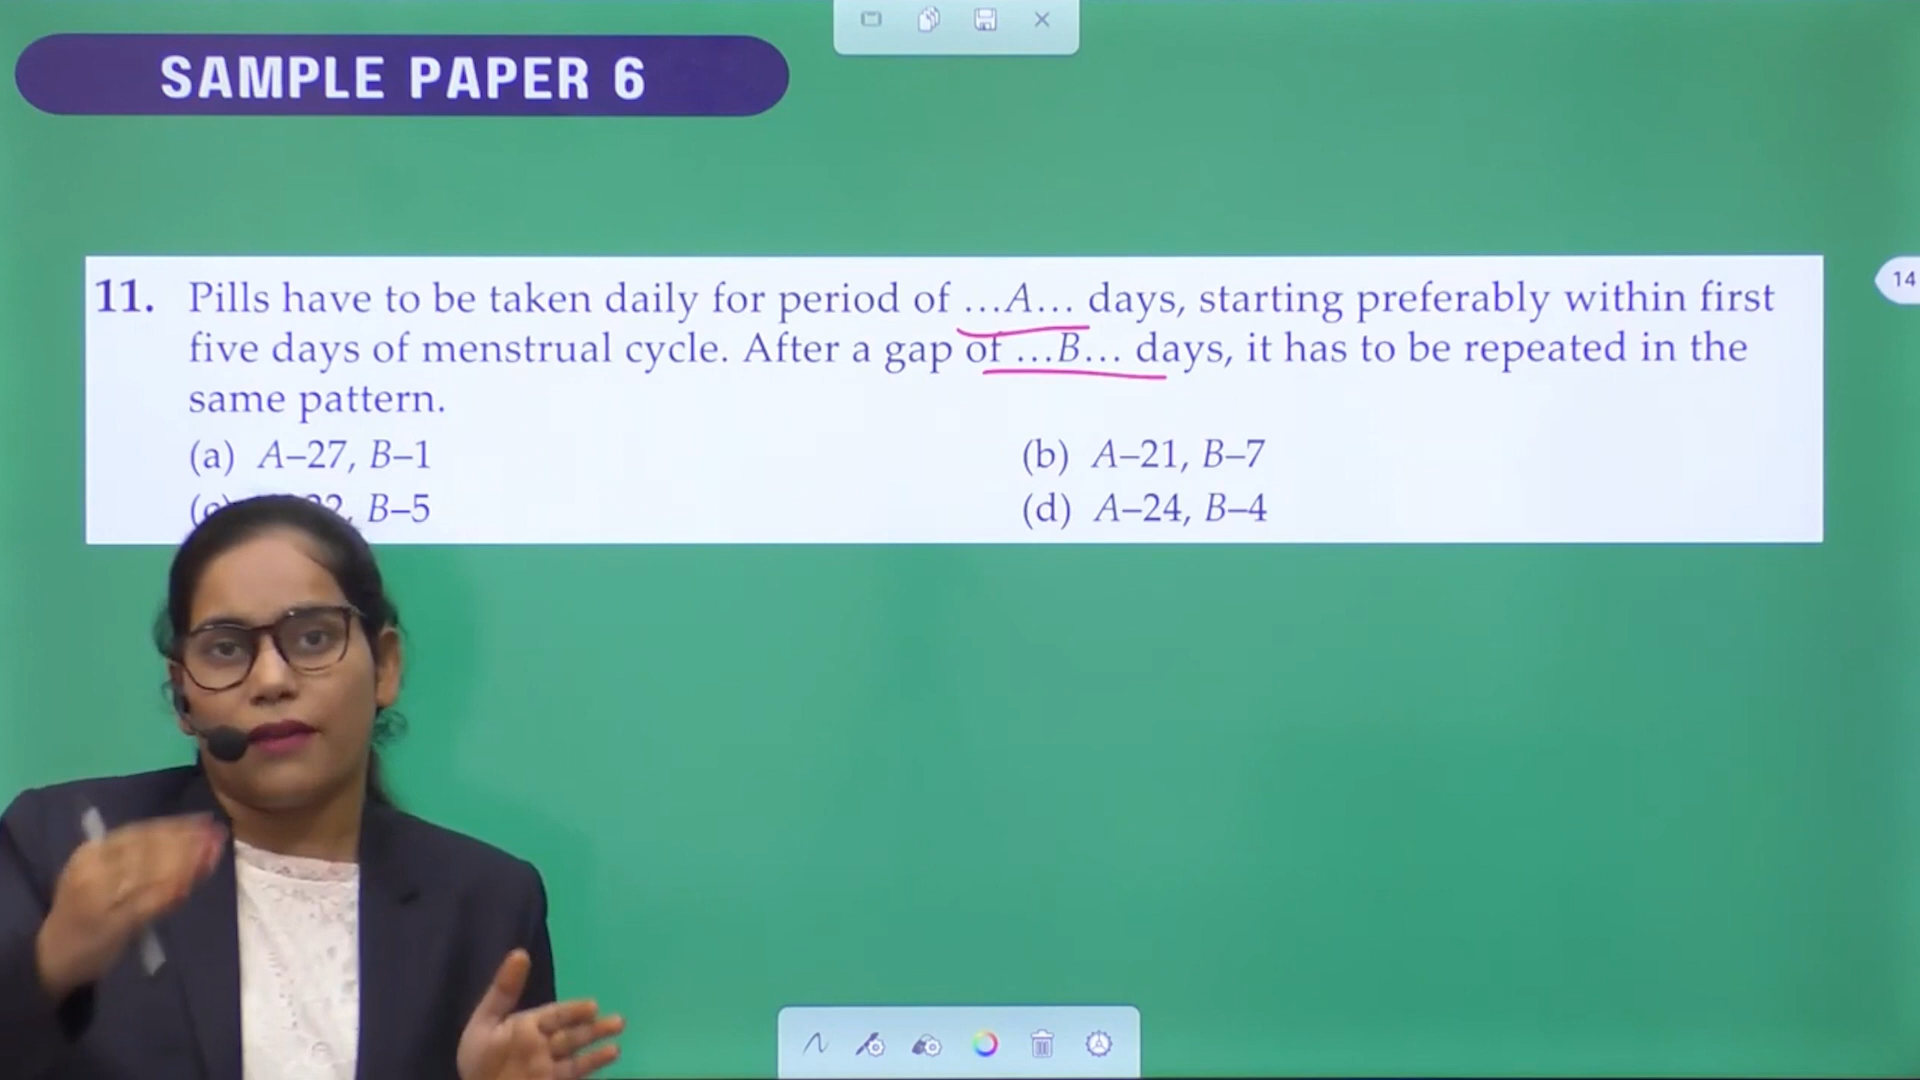 SAMPLE PAPER 6
14
11. Pills have to be taken daily for period of ...A... days, starting preferably within first
five days of menstrual cycle. After a gap of ...B... days, it has to be repeated in the
same pattern.
(a) A–27, B–1
(b) A–21, B–7
B–5
(d) A–24, B–4